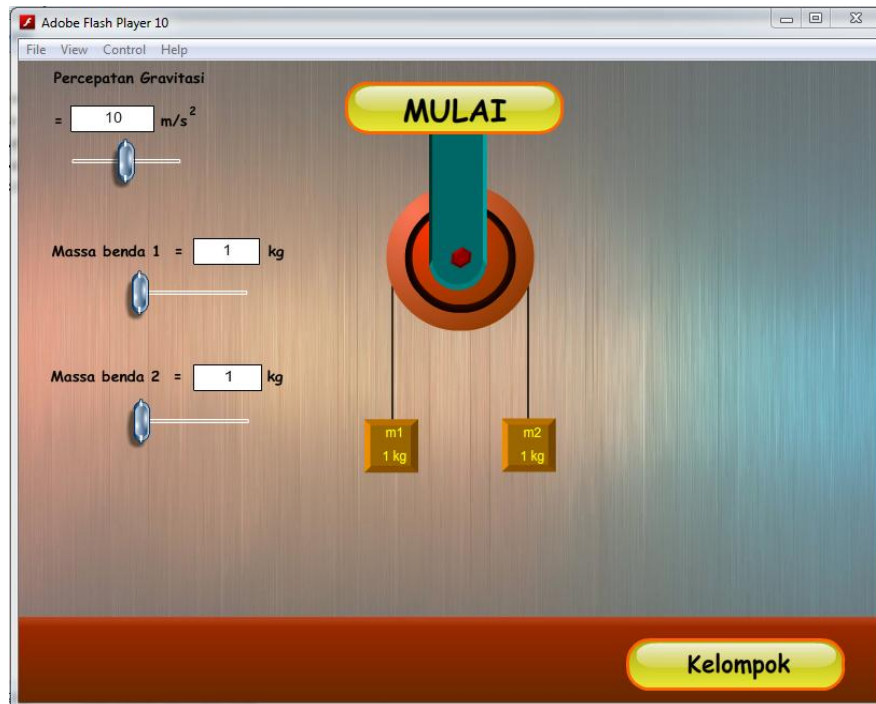 Adobe Flash Player 10
File View Control Help
Percepatan Gravitasi
= 10 m/s²
MULAI
Massa benda 1 = 1 kg
Massa benda 2 = 1 kg
m1
1 kg
m2
1 kg
Kelompok